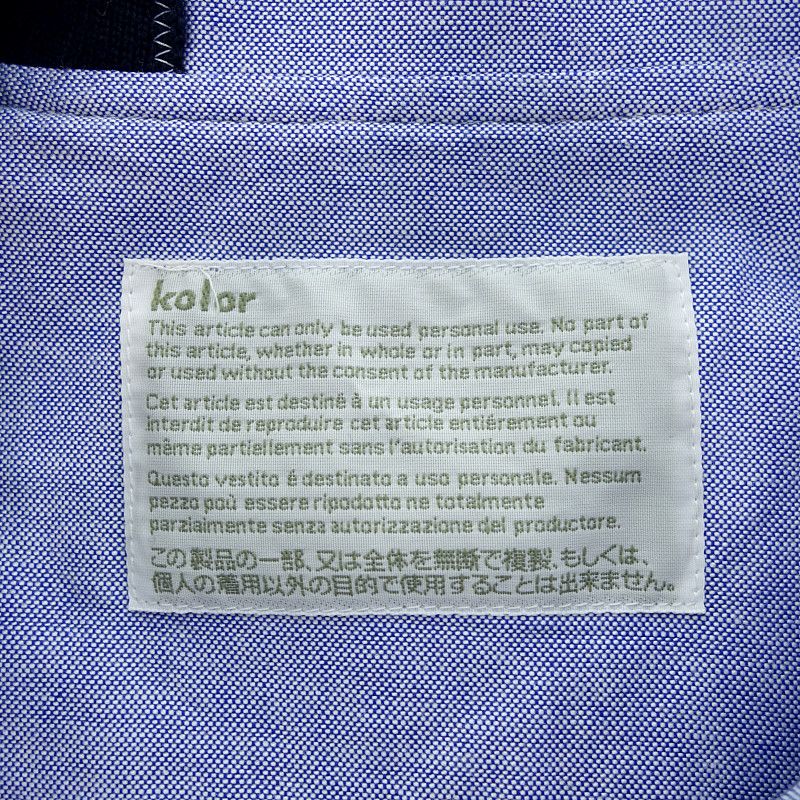 kolor
This article can only be used personal use. No part of
this article, whether in whole or in part, may copied
or used without the consent of the manufacturer.
Cet article est destinë à un usage personnel. Il est
interdit de reproduire cet article entiérement ou
même partiellement sans l'autorisation du fabricant.
Questo vestito é destinato a uso personale. Nessum
pezzo poù essere ripodotto ne totalmente
parziaimente senza autorizzazione del productore.
この製品の一部、又は全体を無断で複製、もしくは、
個人の着用以外の目的で使用することは出来ません。